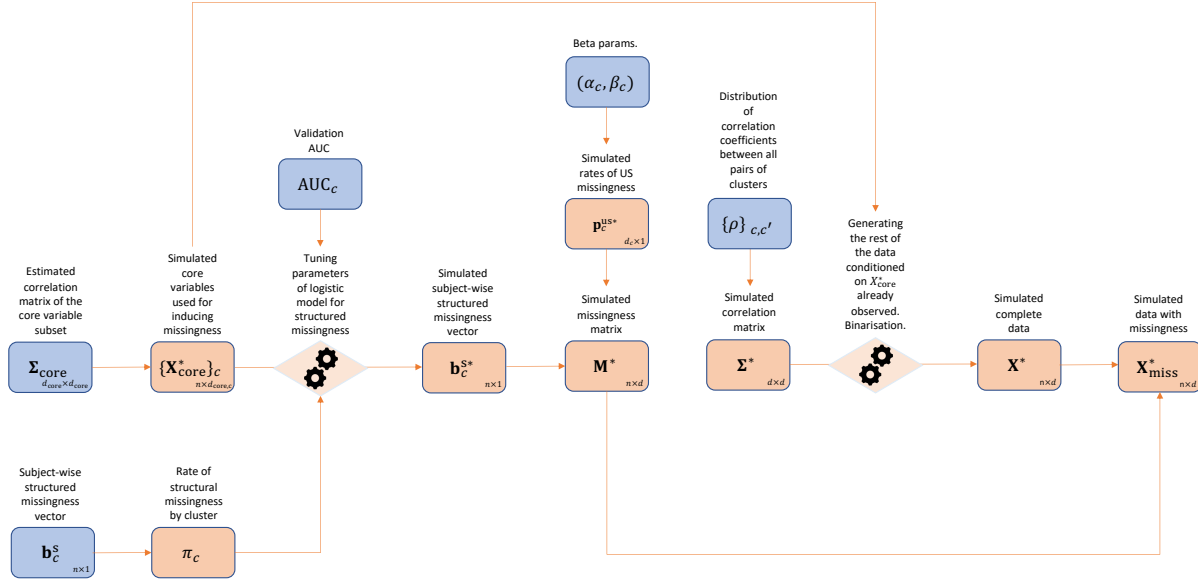 Beta params.
(α_c, β_c)
Distribution
of
correlation
coefficients
between all
pairs of
clusters
{ρ} c,c′
Validation
AUC
AUC_c
Simulated
rates of US
missingness
p_c^us*
d_c×1
Generating
the rest of
the data
conditioned
on X*_core
already
observed.
Binarisation.
Estimated
correlation
matrix of the
core variable
subset
Σ_core
d_core×d_core
Simulated
core
variables
used for
inducing
missingness
{X*_core}_c
n×d_core,c
Tuning
parameters
of logistic
model for
structured
missingness
Simulated
subject-wise
structured
missingness
vector
b_c^s*
n×1
Simulated
missingness
matrix
M*
n×d
Simulated
correlation
matrix
Σ*
d×d
Simulated
complete
data
X*
n×d
Simulated
data with
missingness
X*_miss
n×d
Subject-wise
structured
missingness
vector
b_c^s
n×1
Rate of
structural
missingness
by cluster
π_c